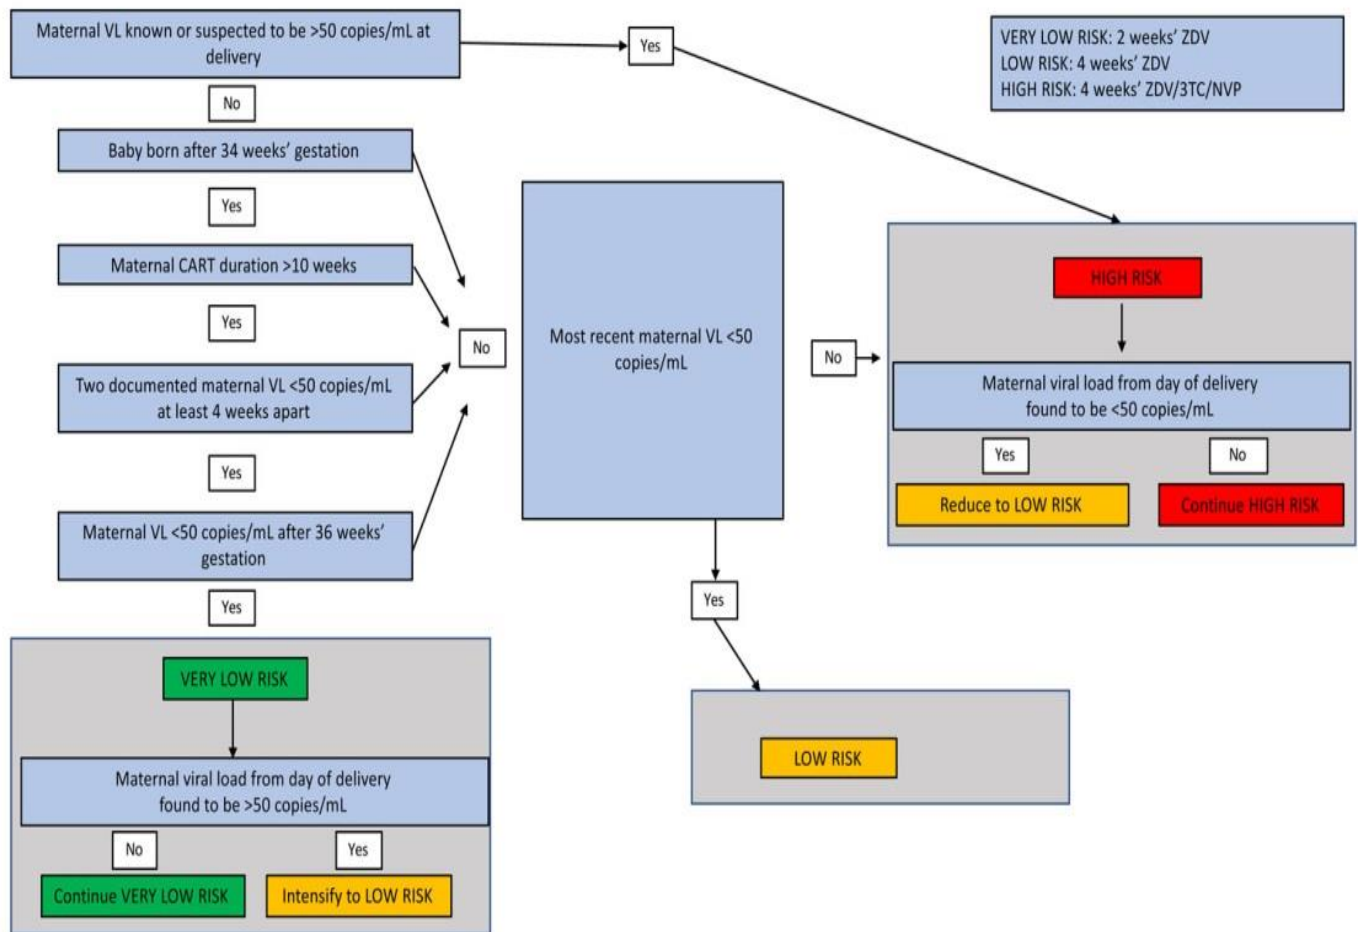 Maternal VL known or suspected to be >50 copies/mL at
delivery
Yes
VERY LOW RISK: 2 weeks' ZDV
LOW RISK: 4 weeks' ZDV
HIGH RISK: 4 weeks' ZDV/3TC/NVP
No
Baby born after 34 weeks' gestation
Yes
Maternal CART duration >10 weeks
Yes
Two documented maternal VL <50 copies/mL
at least 4 weeks apart
Yes
Maternal VL <50 copies/mL after 36 weeks'
gestation
Yes
No
Most recent maternal VL <50
copies/mL
No
HIGH RISK
Maternal viral load from day of delivery
found to be <50 copies/mL
Yes
No
Reduce to LOW RISK
Continue HIGH RISK
Yes
LOW RISK
VERY LOW RISK
Maternal viral load from day of delivery
found to be >50 copies/mL
No
Yes
Continue VERY LOW RISK
Intensify to LOW RISK